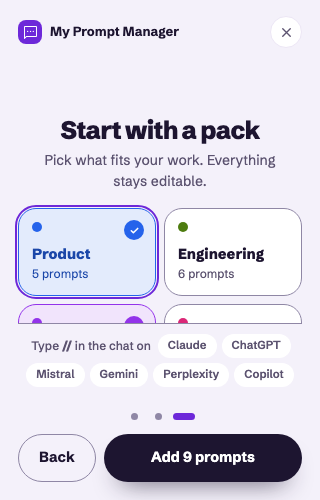 My Prompt Manager
Start with a pack
Pick what fits your work. Everything
stays editable.
Product
5 prompts
Engineering
6 prompts
Type // in the chat on Claude ChatGPT
Mistral Gemini Perplexity Copilot
Back
Add 9 prompts